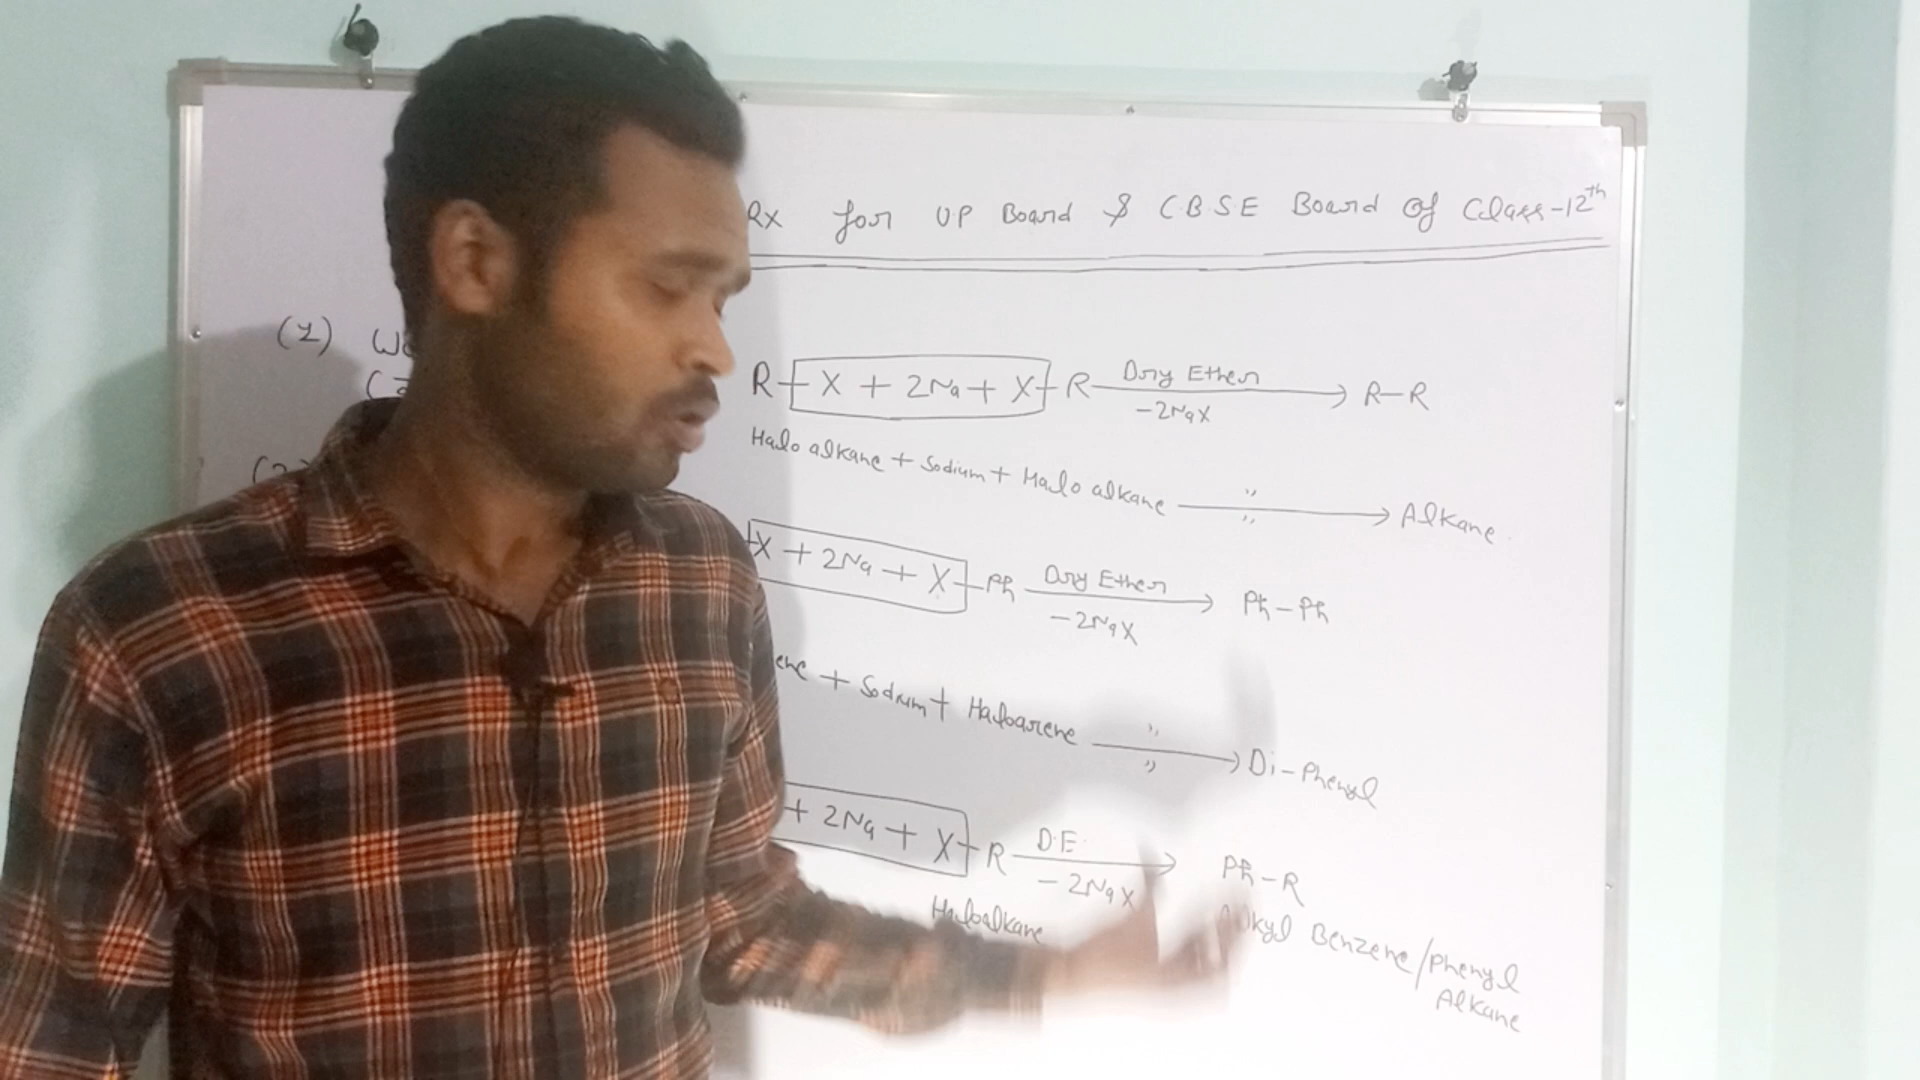 Rx for U.P Board & C.B.S.E Board Of Class-12th
(1)
R-X + 2Na + X-R Dry Ether → R-R
-2NaX
Halo alkane + Sodium + Halo alkane " → Alkane
"
(2)
X + 2Na + X-Ph Dry Ether → Ph-Ph
-2NaX
ene + Sodium + Haloarene " → Di-Phenyl
"
+ 2Na + X-R D.E. → Ph-R
-2NaX
Haloalkane Alkyl Benzene/Phenyl
Alkane